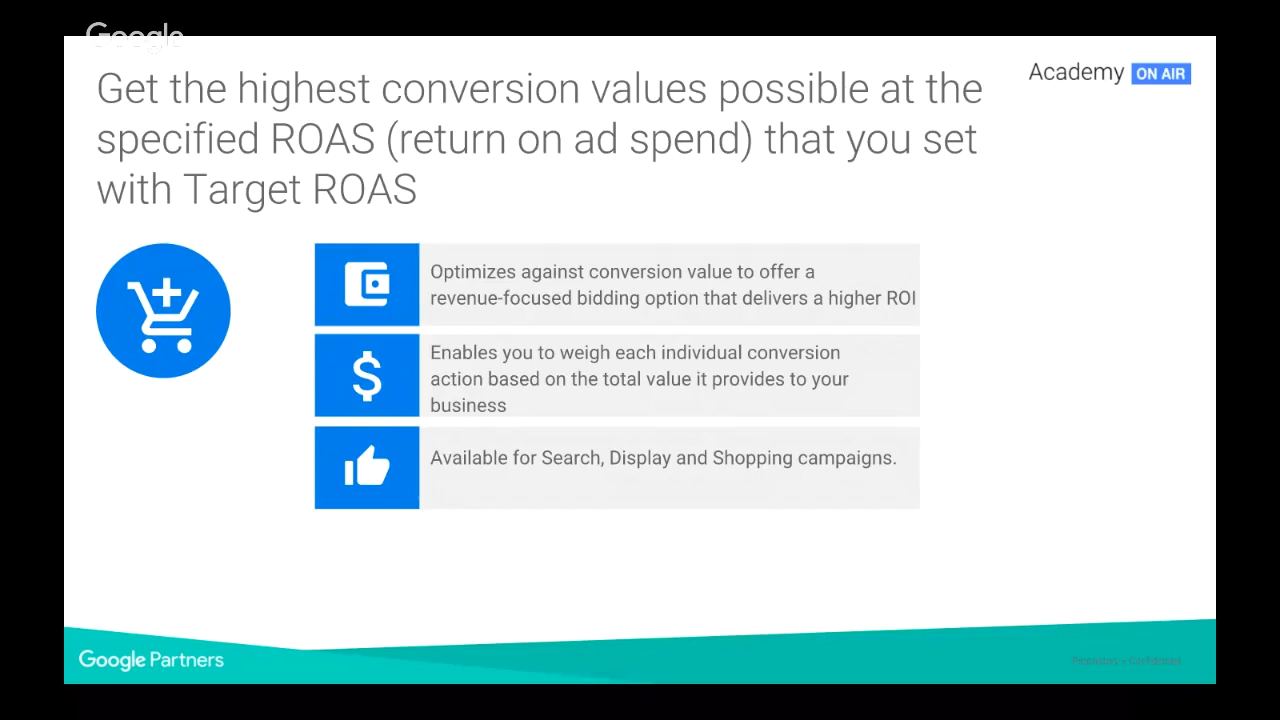 Google
Get the highest conversion values possible at the
specified ROAS (return on ad spend) that you set
with Target ROAS
Academy ON AIR
Optimizes against conversion value to offer a
revenue-focused bidding option that delivers a higher ROI
Enables you to weigh each individual conversion
action based on the total value it provides to your
business
Available for Search, Display and Shopping campaigns.
Google Partners
Proprietary + Confidential